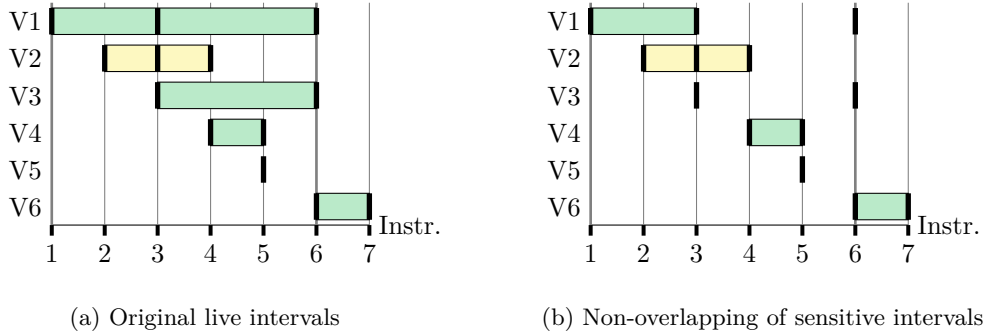 V1
V2
V3
V4
V5
V6
Instr.
1 2 3 4 5 6 7
(a) Original live intervals
V1
V2
V3
V4
V5
V6
Instr.
1 2 3 4 5 6 7
(b) Non-overlapping of sensitive intervals